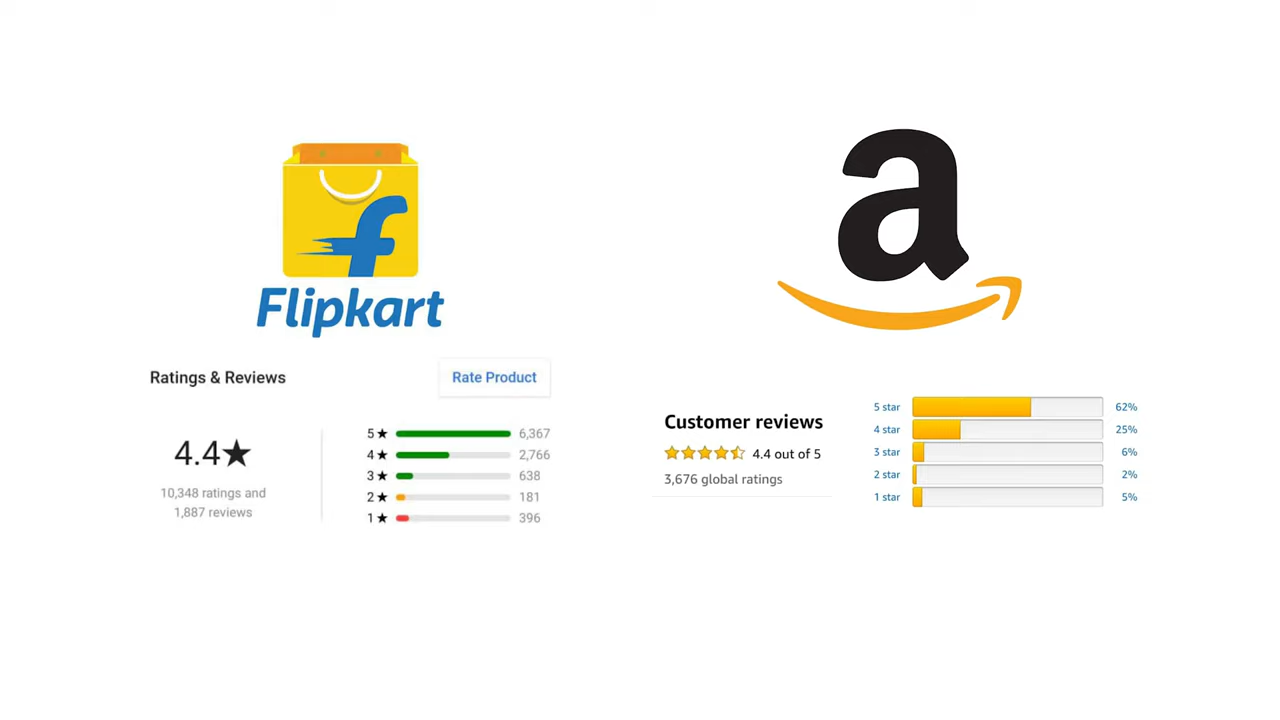 Flipkart
Ratings & Reviews
Rate Product
4.4★
10,348 ratings and
1,887 reviews
5★ 6,367
4★ 2,766
3★ 638
2★ 181
1★ 396
a
Customer reviews
4.4 out of 5
3,676 global ratings
5 star 62%
4 star 25%
3 star 6%
2 star 2%
1 star 5%